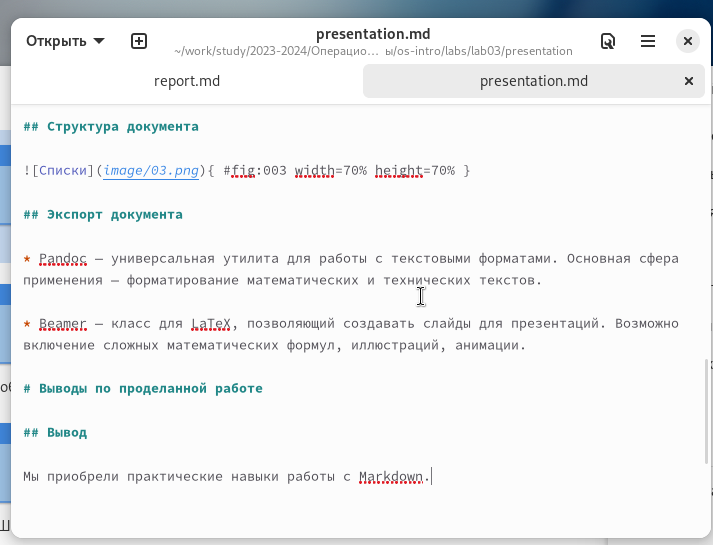 Открыть
presentation.md
~/work/study/2023-2024/Операцио… ы/os-intro/labs/lab03/presentation
report.md
presentation.md
## Структура документа
![Списки](image/03.png){ #fig:003 width=70% height=70% }
## Экспорт документа
* Pandoc — универсальная утилита для работы с текстовыми форматами. Основная сфера
применения — форматирование математических и технических текстов.
* Beamer — класс для LaTeX, позволяющий создавать слайды для презентаций. Возможно
включение сложных математических формул, иллюстраций, анимации.
# Выводы по проделанной работе
## Вывод
Мы приобрели практические навыки работы с Markdown.